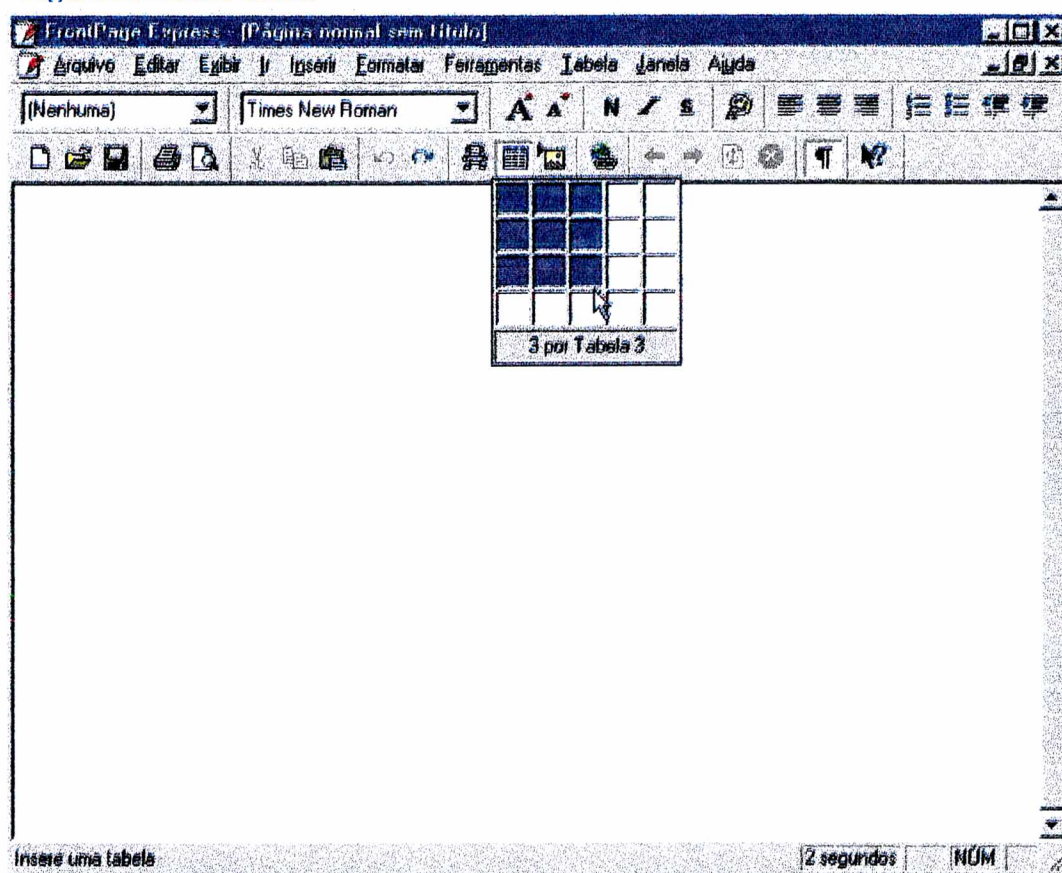 FrontPage Express - [Página normal sem título]
Arquivo Editar Exibir Ir Inserir Formatar Ferramentas Tabela Janela Ajuda
(Nenhuma) Times New Roman A A N I S
3 por Tabela 3
Insere uma tabela 2 segundos NÚM